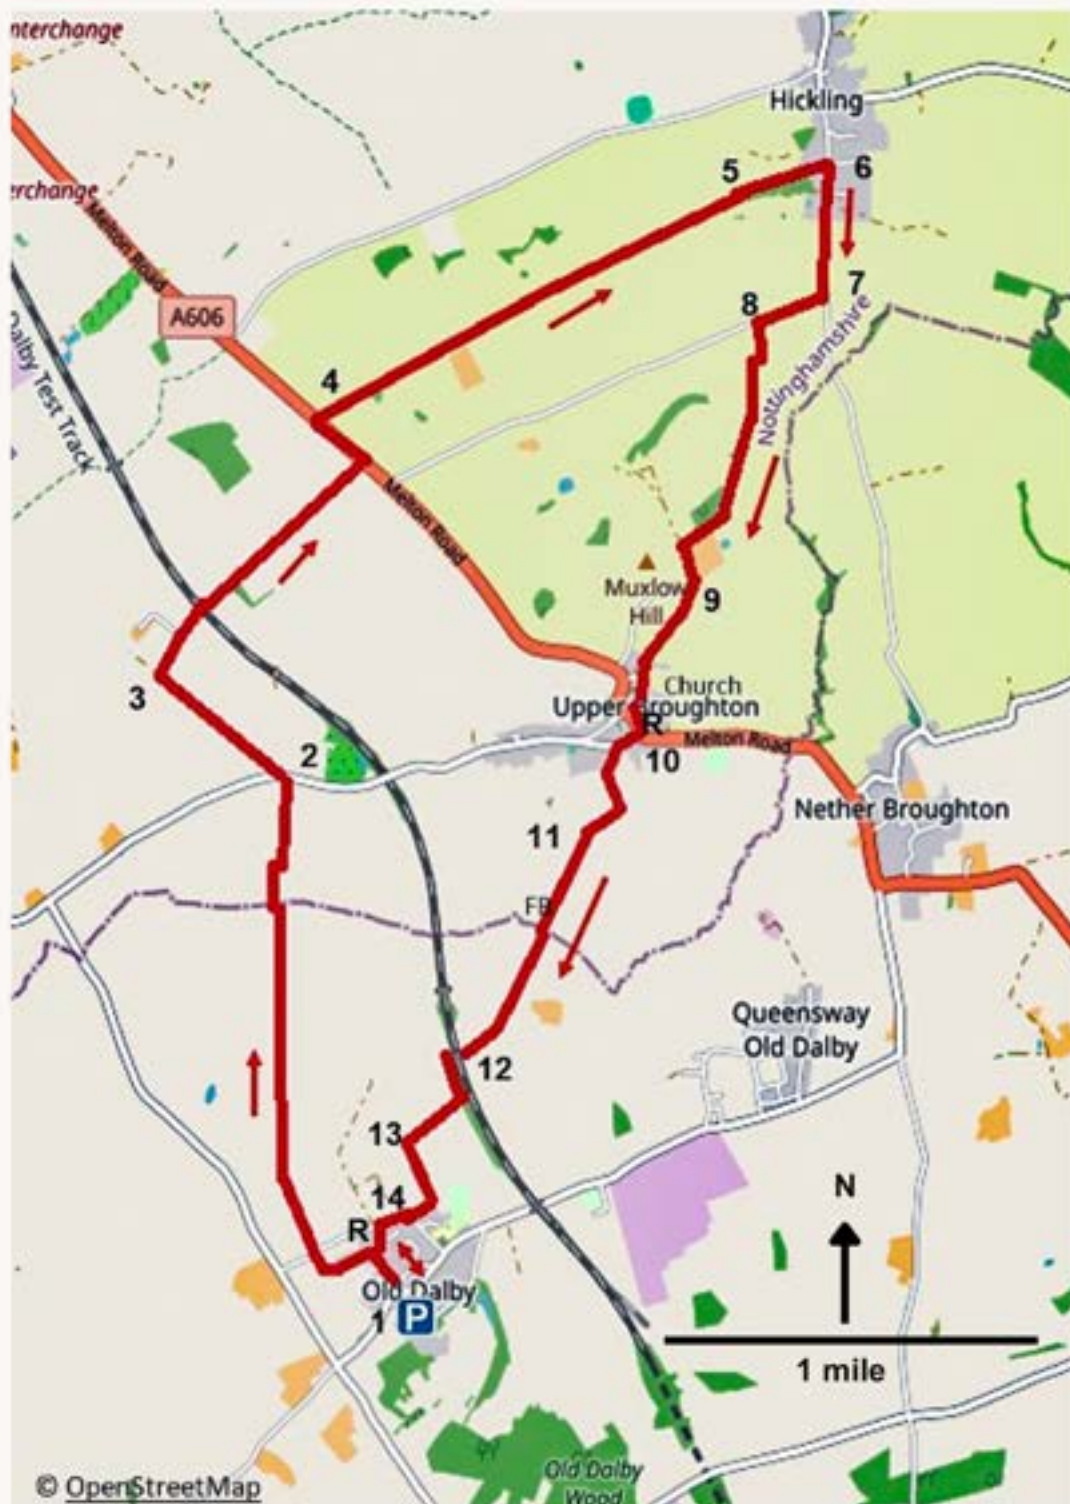 nterchange
Hickling
erchange
Melton Road
5
6
A606
7
8
Nottinghamshire
Dalby Test Track
4
Melton Road
Muxlow
Hill
9
3
Church
Upper Broughton
R
Melton Road
2
10
Nether Broughton
11
FB
Queensway
Old Dalby
12
13
14
N
R
Old Dalby
1
P
1 mile
Old Dalby
Wood
© OpenStreetMap